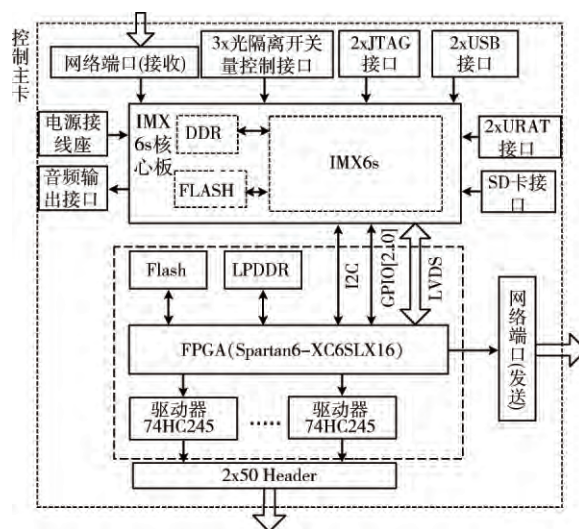 控制主卡
网络端口(接收)
3x光隔离开关
量控制接口
2xJTAG
接口
2xUSB
接口
电源接
线座
音频输
出接口
IMX
6s核
心板
DDR
FLASH
IMX6s
2xURAT
接口
SD卡接
口
Flash
LPDDR
I2C
GPIO[2..0]
LVDS
FPGA(Spartan6-XC6SLX16)
网络端口(发送)
驱动器
74HC245
.....
驱动器
74HC245
2x50 Header